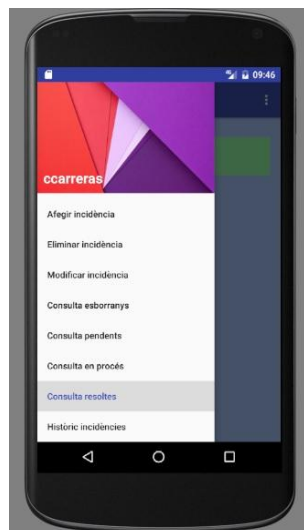 09:46
ccarreras
Afegir incidència
Eliminar incidència
Modificar incidència
Consulta esborranys
Consulta pendents
Consulta en procés
Consulta resoltes
Històric incidències